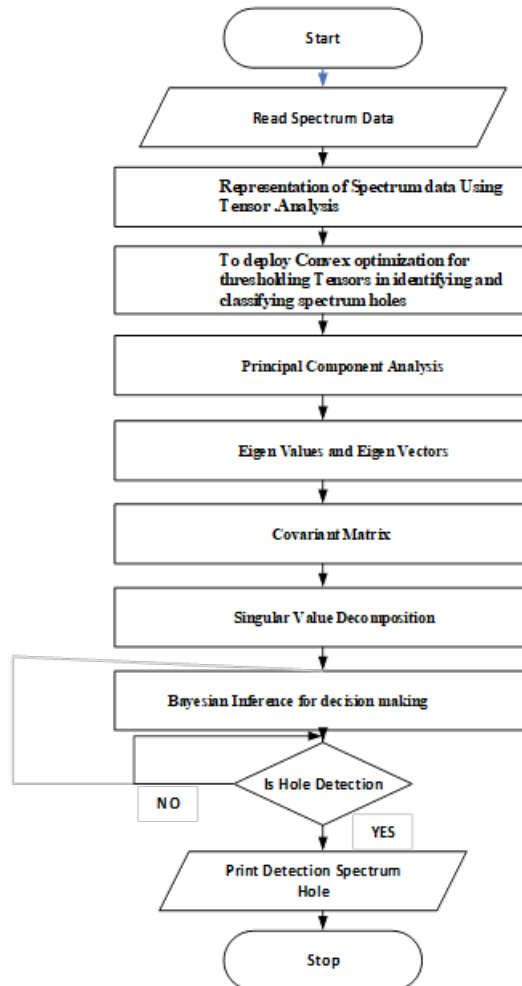 Start
Read Spectrum Data
Representation of Spectrum data Using
Tensor .Analysis
To deploy Convex optimization for
thresholding Tensors in identifying and
classifying spectrum holes
Principal Component Analysis
Eigen Values and Eigen Vectors
Covariant Matrix
Singular Value Decomposition
Bayesian Inference for decision making
Is Hole Detection
NO
YES
Print Detection Spectrum
Hole
Stop